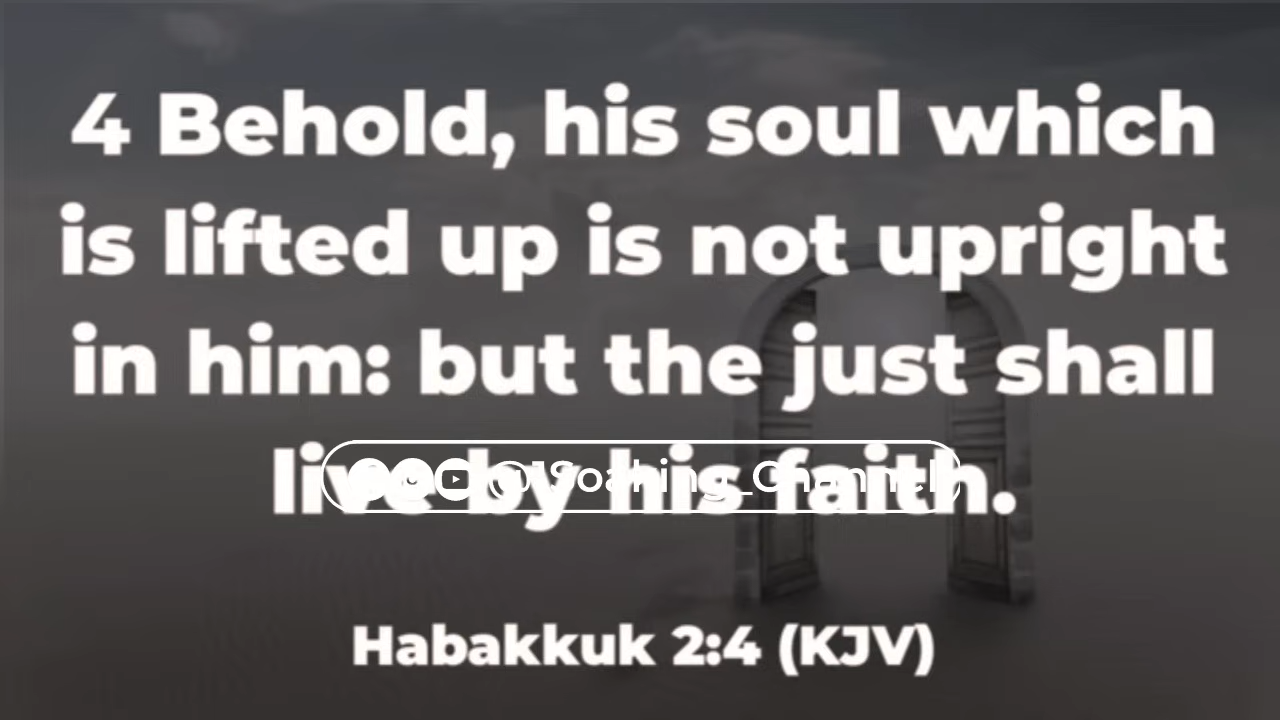 4 Behold, his soul which
is lifted up is not upright
in him: but the just shall
live by his faith.
@Soaking_Channel
Habakkuk 2:4 (KJV)